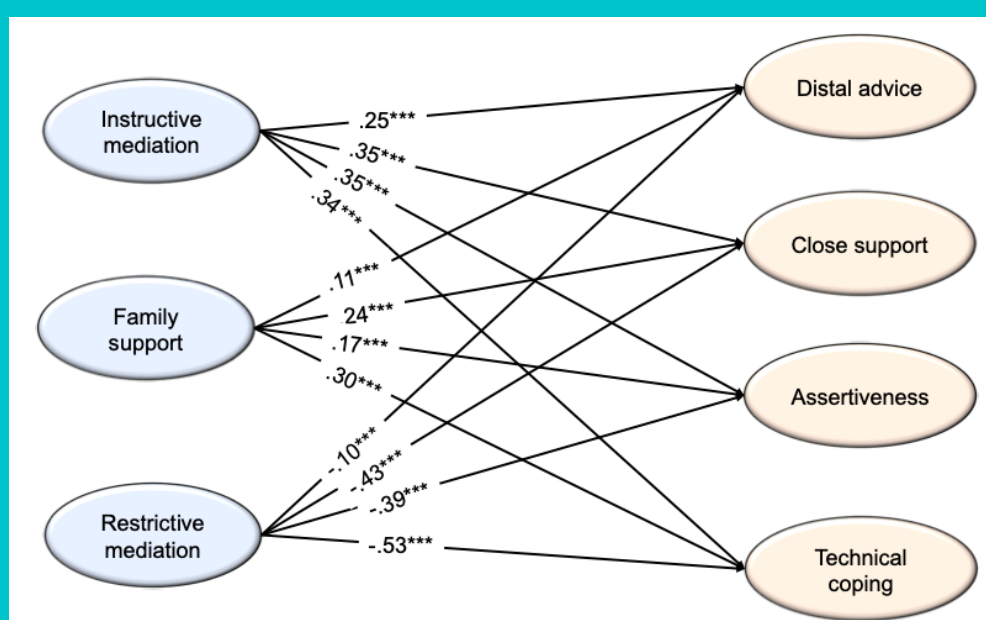 Instructive
mediation
Family
support
Restrictive
mediation
.25***
.35***
.35***
.34***
.11***
24***
.17***
.30***
-.10***
-.43***
-.39***
-.53***
Distal advice
Close support
Assertiveness
Technical
coping